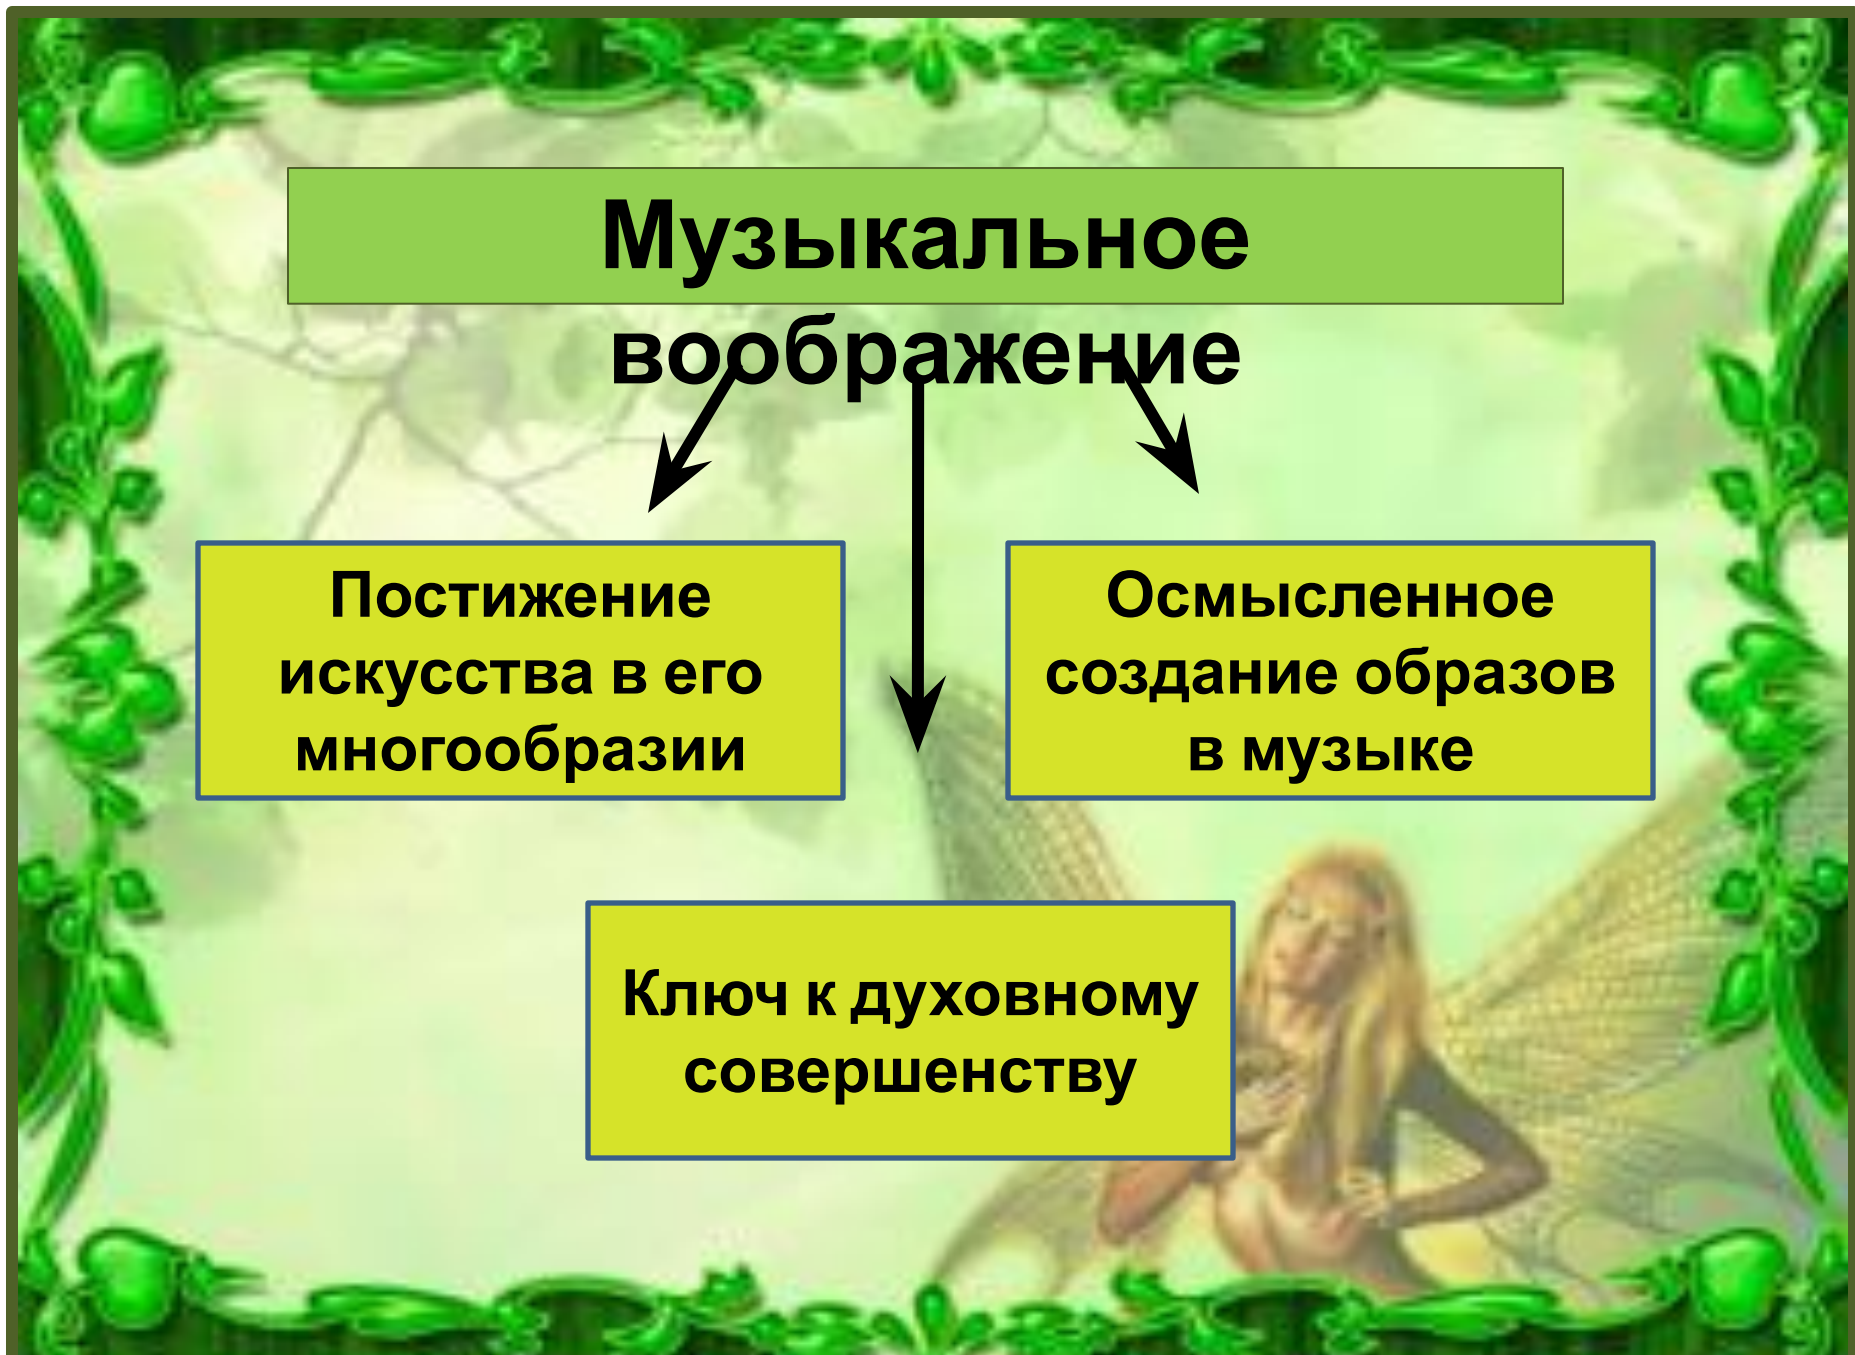 Музыкальное
воображение
Постижение
искусства в его
многообразии
Осмысленное
создание образов
в музыке
Ключ к духовному
совершенству